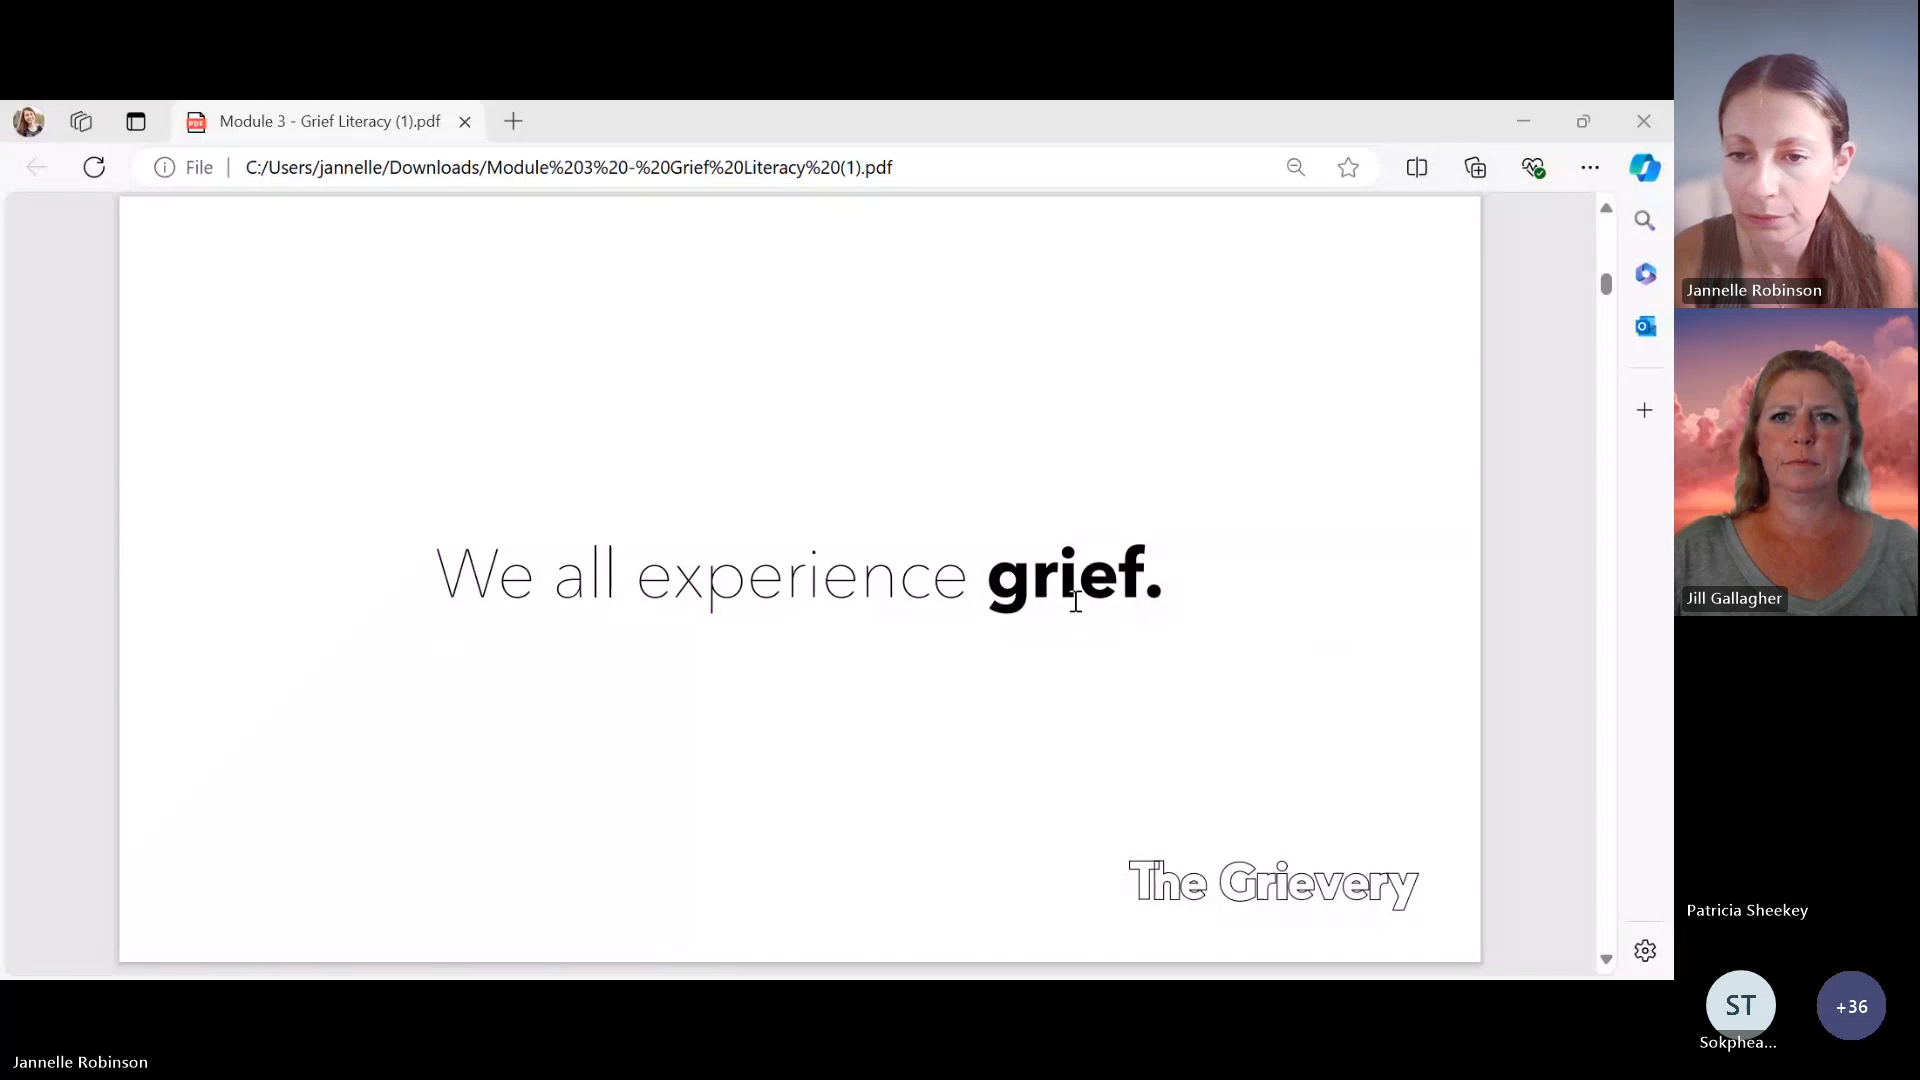 Module 3 - Grief Literacy (1).pdf
File
C:/Users/jannelle/Downloads/Module%203%20-%20Grief%20Literacy%20(1).pdf
We all experience grief.
The Grievery
Jannelle Robinson
Jill Gallagher
Patricia Sheekey
ST
+36
Sokphea...
Jannelle Robinson